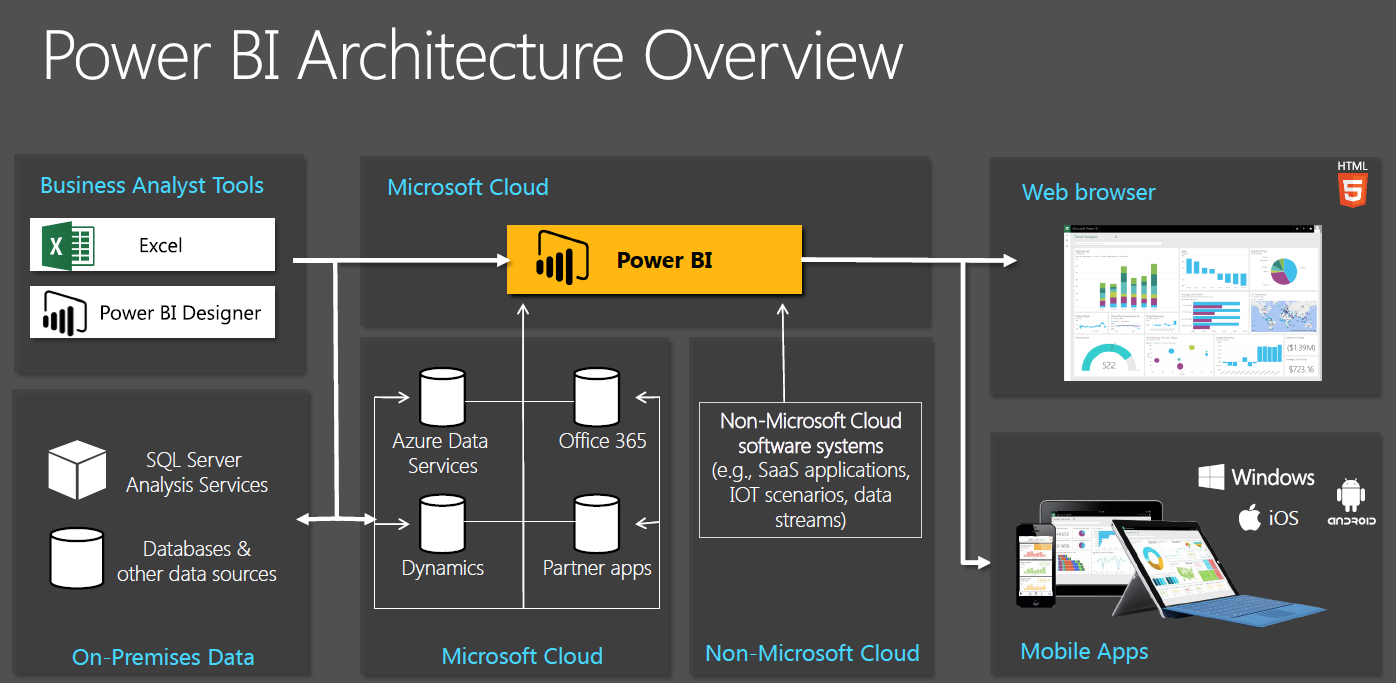 Power BI Architecture Overview
Business Analyst Tools
Excel
Power BI Designer
Microsoft Cloud
Power BI
Web browser
HTML
5
522
($1.39M)
$723.16
SQL Server
Analysis Services
Databases &
other data sources
On-Premises Data
Azure Data
Services
Office 365
Dynamics
Partner apps
Microsoft Cloud
Non-Microsoft Cloud
software systems
(e.g., SaaS applications,
IOT scenarios, data
streams)
Non-Microsoft Cloud
Windows
iOS
ANDROID
Mobile Apps